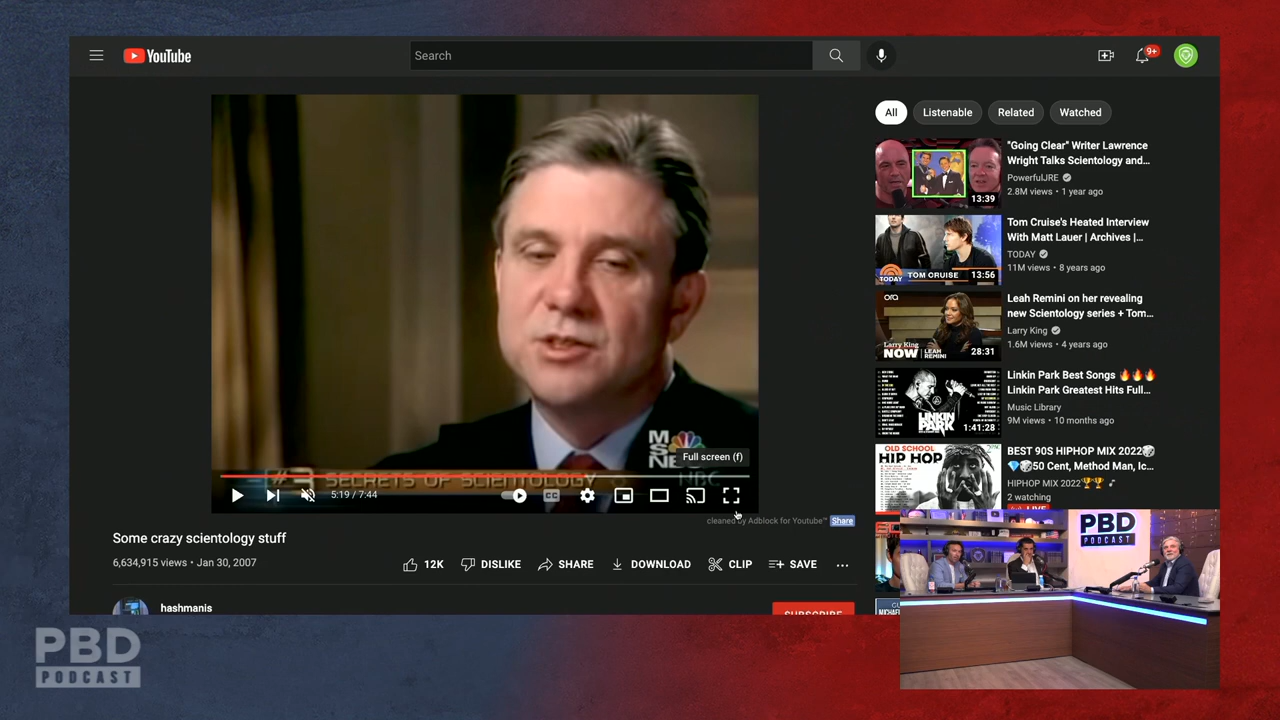 YouTube
Search
9+
All
Listenable
Related
Watched
"Going Clear" Writer Lawrence
Wright Talks Scientology and...
PowerfulJRE
2.8M views • 1 year ago
13:39
Tom Cruise's Heated Interview
With Matt Lauer | Archives |...
TODAY
11M views • 8 years ago
TODAY
TOM CRUISE
13:56
Leah Remini on her revealing
new Scientology series + Tom...
Larry King
1.6M views • 4 years ago
ora
LARRY KING
NOW
LEAH
REMINI
28:31
Linkin Park Best Songs 🔥🔥🔥
Linkin Park Greatest Hits Full...
Music Library
9M views • 10 months ago
LINKIN
PARK
1:41:28
BEST 90S HIPHOP MIX 2022🎲
💎🎲50 Cent, Method Man, Ic...
HIPHOP MIX 2022🏆🏆
2 watching
OLD SCHOOL
HIP HOP
LIVE
MSNBC
Full screen (f)
#3 SECRETS OF SCIENTOLOGY
NBC
5:19 / 7:44
CC
cleaned by Adblock for Youtube™
Share
Some crazy scientology stuff
6,634,915 views • Jan 30, 2007
12K
DISLIKE
SHARE
DOWNLOAD
CLIP
SAVE
hashmanis
SUBSCRIBE
PBD
PODCAST
PBD
PODCAST